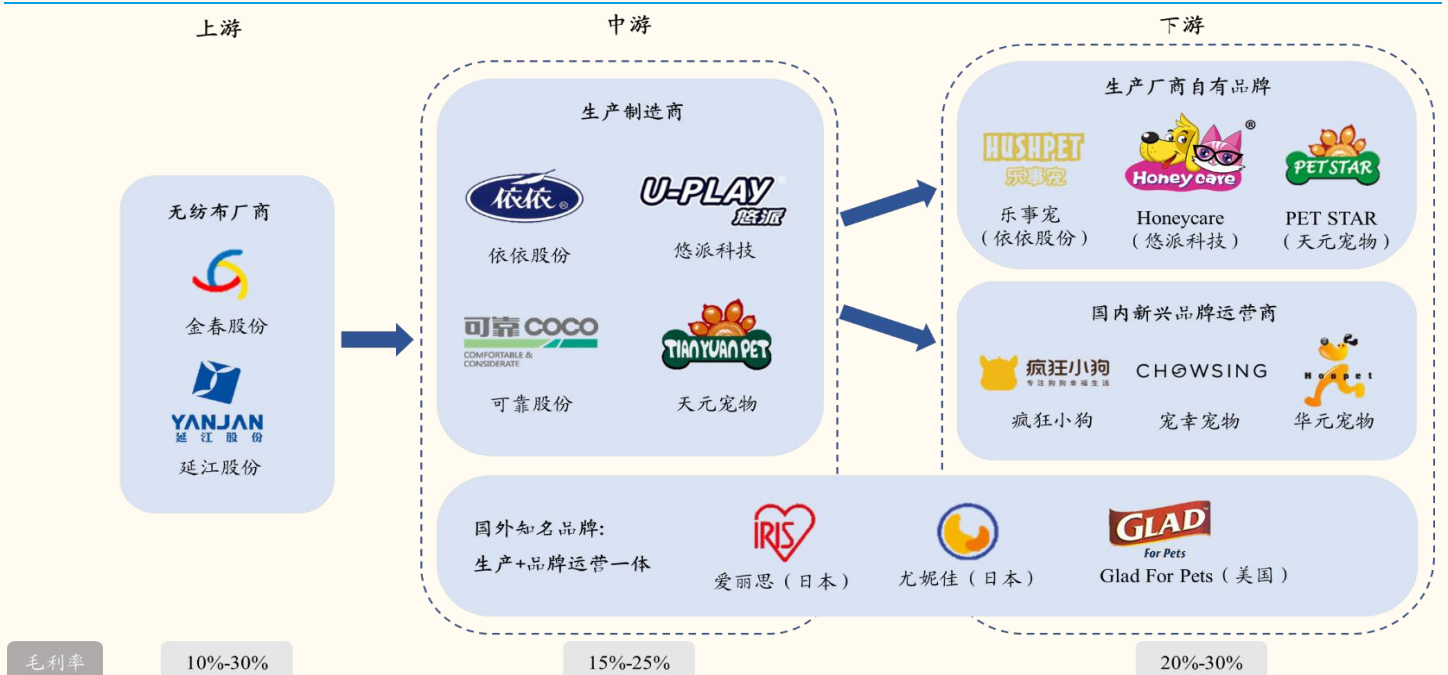 上游
中游
下游
无纺布厂商
金春股份
YANJAN
延江股份
延江股份
生产制造商
依依®
依依股份
U-PLAY
悠派
悠派科技
可靠 COCO
COMFORTABLE &
CONSIDERATE
可靠股份
TIANYUAN PET
天元宠物
生产厂商自有品牌
HUSHPET
乐事宠
乐事宠
(依依股份)
®
Honey care
Honeycare
(悠派科技)
PET STAR
PET STAR
(天元宠物)
国内新兴品牌运营商
疯狂小狗
专注狗狗幸福生活
疯狂小狗
CHOWSING
宠幸宠物
Hoopet
华元宠物
国外知名品牌:
生产+品牌运营一体
IRIS
爱丽思(日本)
尤妮佳(日本)
GLAD
For Pets
Glad For Pets(美国)
毛利率
10%-30%
15%-25%
20%-30%